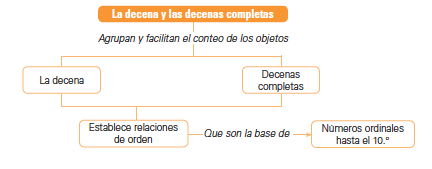 La decena y las decenas completas
Agrupan y facilitan el conteo de los objetos
La decena
Decenas
completas
Establece relaciones
de orden
Que son la base de
Números ordinales
hasta el 10.°